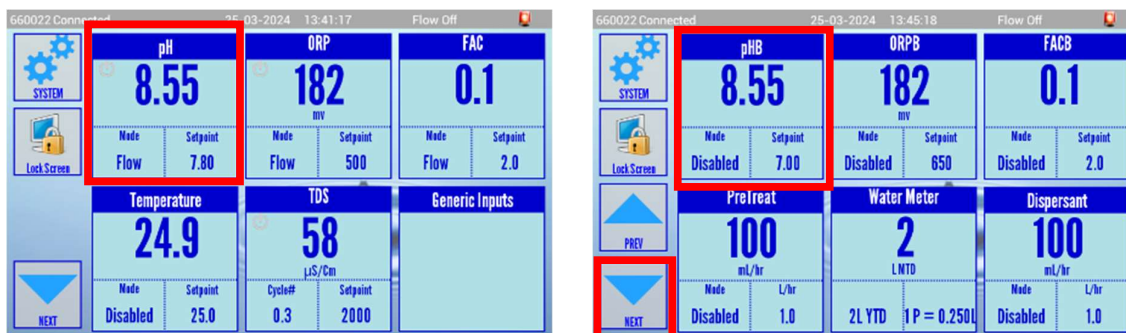 660022 Connected 25-03-2024 13:41:17 Flow Off
SYSTEM
Lock Screen
NEXT
pH
8.55
Mode Setpoint
Flow 7.80
ORP
182
mv
Mode Setpoint
Flow 500
FAC
0.1
Mode Setpoint
Flow 2.0
Temperature
24.9
Mode Setpoint
Disabled 25.0
TDS
58
µS/Cm
Cycle# Setpoint
0.3 2000
Generic Inputs
660022 Connected 25-03-2024 13:45:18 Flow Off
SYSTEM
Lock Screen
PREV
NEXT
pHB
8.55
Mode Setpoint
Disabled 7.00
ORPB
182
mv
Mode Setpoint
Disabled 650
FACB
0.1
Mode Setpoint
Disabled 2.0
PreTreat
100
mL/hr
Mode L/hr
Disabled 1.0
Water Meter
2
L MTD
2L YTD 1 P = 0.250L
Dispersant
100
mL/hr
Mode L/hr
Disabled 1.0